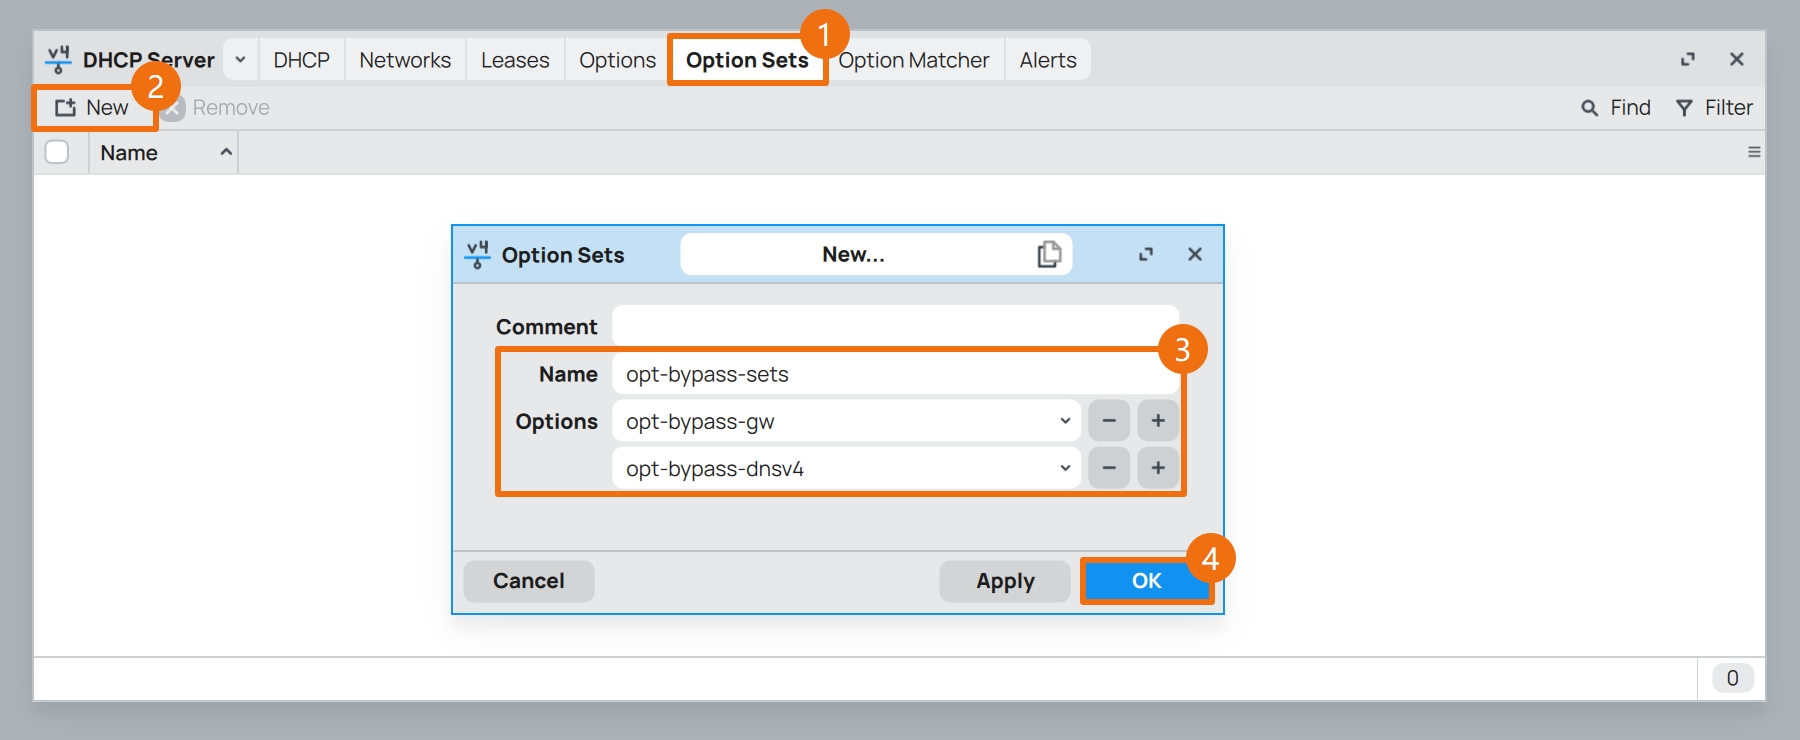 1
v4 DHCP Server DHCP Networks Leases Options Option Sets Option Matcher Alerts
2
New Remove Find Filter
Name
v4 Option Sets New...
Comment
3
Name opt-bypass-sets
Options opt-bypass-gw
opt-bypass-dnsv4
4
Cancel Apply OK
0